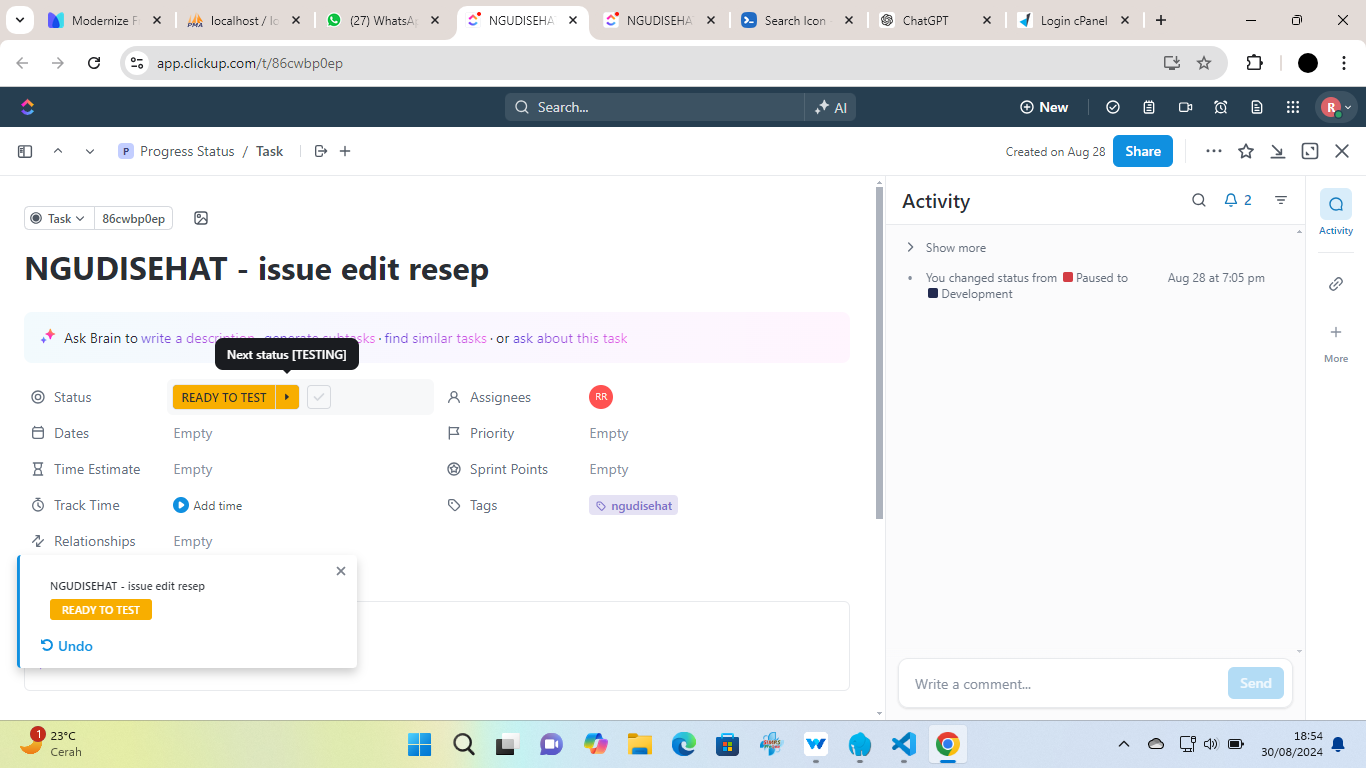 Modernize F
localhost / lo
(27) WhatsAp
NGUDISEHA
NGUDISEHA
Search Icon
ChatGPT
Login cPanel
app.clickup.com/t/86cwbp0ep
Search...
AI
New
R
P Progress Status / Task
Created on Aug 28
Share
Task
86cwbp0ep
NGUDISEHAT - issue edit resep
Ask Brain to write a description, generate subtasks · find similar tasks · or ask about this task
Next status [TESTING]
Status
READY TO TEST
Assignees
RR
Dates
Empty
Priority
Empty
Time Estimate
Empty
Sprint Points
Empty
Track Time
Add time
Tags
ngudisehat
Relationships
Empty
NGUDISEHAT - issue edit resep
READY TO TEST
Undo
Activity
2
Show more
You changed status from Paused to
Development
Aug 28 at 7:05 pm
Write a comment...
Send
Activity
More
1
23°C
Cerah
18:54
30/08/2024